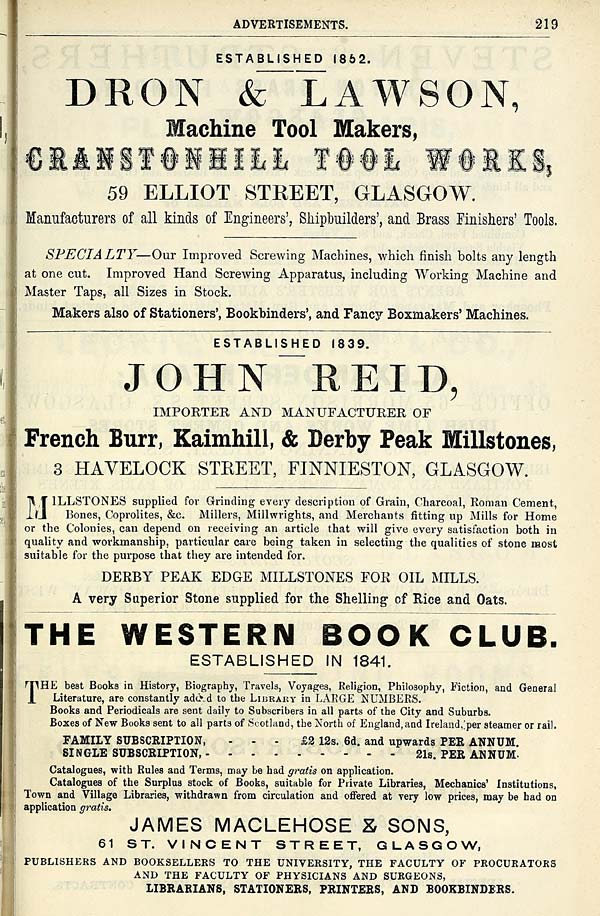 ADVERTISEMENTS. 219
ESTABLISHED 1852.
DRON & LAWSON,
Machine Tool Makers,
CRANSTONHILL TOOL WORKS,
59 ELLIOT STREET, GLASGOW.
Manufacturers of all kinds of Engineers', Shipbuilders', and Brass Finishers' Tools.
SPECIALTY—Our Improved Screwing Machines, which finish bolts any length
at one cut. Improved Hand Screwing Apparatus, including Working Machine and
Master Taps, all Sizes in Stock.
Makers also of Stationers', Bookbinders', and Fancy Boxmakers' Machines.
ESTABLISHED 1839.
JOHN REID,
IMPORTER AND MANUFACTURER OF
French Burr, Kaimhill, & Derby Peak Millstones,
3 HAVELOCK STREET, FINNIESTON, GLASGOW.
MILLSTONES supplied for Grinding every description of Grain, Charcoal, Roman Cement,
Bones, Coprolites, &c. Millers, Millwrights, and Merchants fitting up Mills for Home
or the Colonies, can depend on receiving an article that will give every satisfaction both in
quality and workmanship, particular care being taken in selecting the qualities of stone most
suitable for the purpose that they are intended for.
DERBY PEAK EDGE MILLSTONES FOR OIL MILLS.
A very Superior Stone supplied for the Shelling of Rice and Oats.
THE WESTERN BOOK CLUB.
ESTABLISHED IN 1841.
THE best Books in History, Biography, Travels, Voyages, Religion, Philosophy, Fiction, and General
Literature, are constantly added to the LIBRARY in LARGE NUMBERS.
Books and Periodicals are sent daily to Subscribers in all parts of the City and Suburbs.
Boxes of New Books sent to all parts of Scotland, the North of England, and Ireland, per steamer or rail.
FAMILY SUBSCRIPTION, - - - - £2 12s. 6d. and upwards PER ANNUM.
SINGLE SUBSCRIPTION, - - - - - - - - 21s. PER ANNUM.
Catalogues, with Rules and Terms, may be had gratis on application.
Catalogues of the Surplus stock of Books, suitable for Private Libraries, Mechanics' Institutions,
Town and Village Libraries, withdrawn from circulation and offered at very low prices, may be had on
application gratis.
JAMES MACLEHOSE & SONS,
61 ST. VINCENT STREET, GLASGOW,
PUBLISHERS AND BOOKSELLERS TO THE UNIVERSITY, THE FACULTY OF PROCURATORS
AND THE FACULTY OF PHYSICIANS AND SURGEONS,
LIBRARIANS, STATIONERS, PRINTERS, AND BOOKBINDERS.